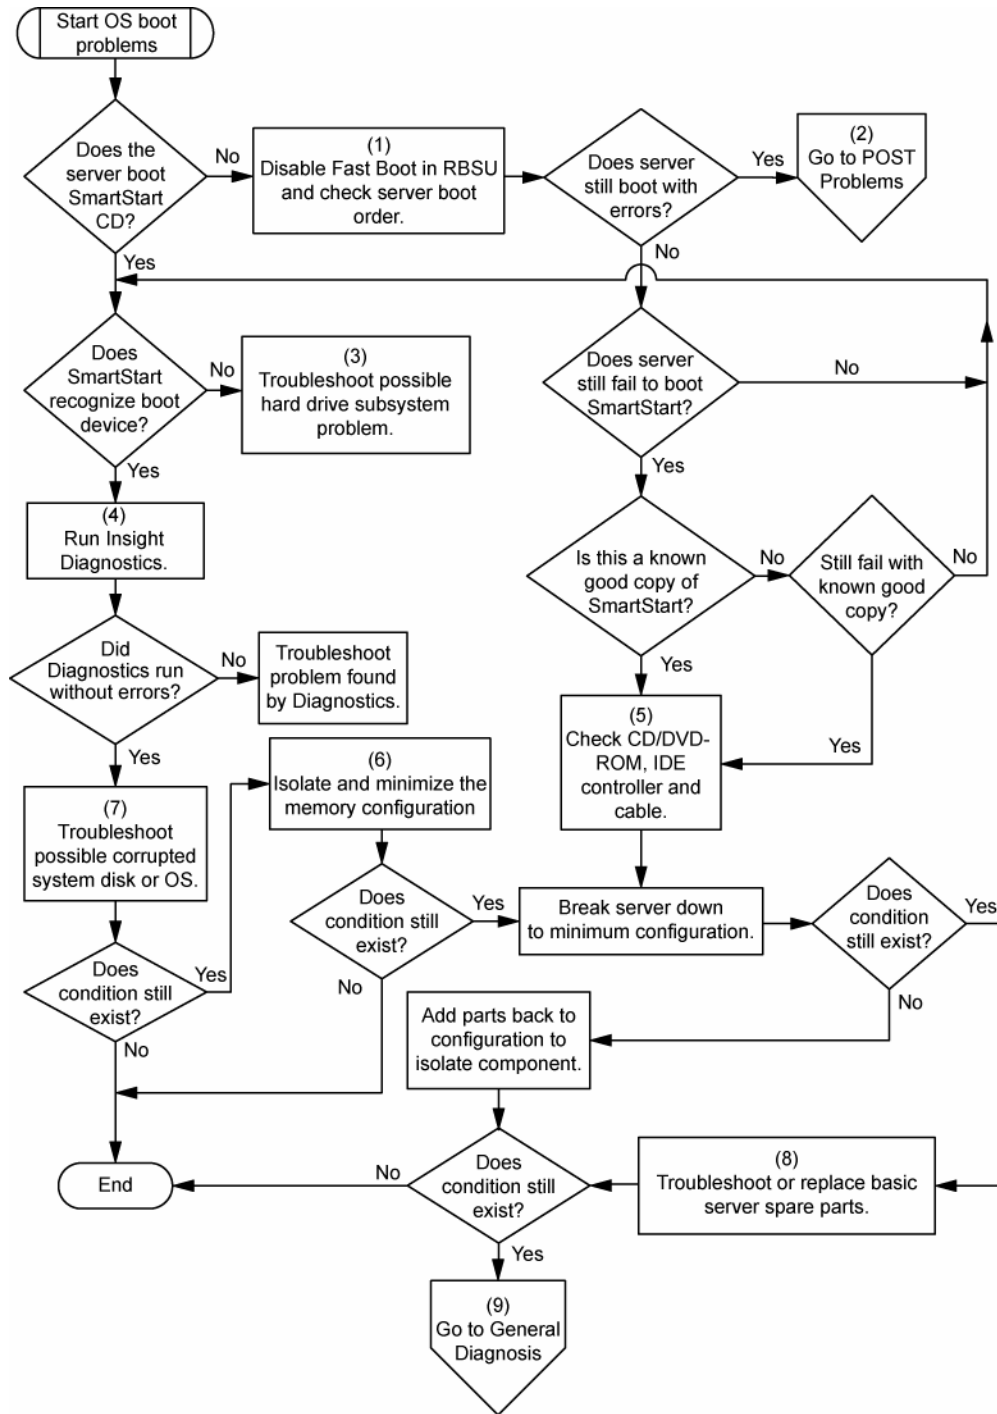 Start OS boot
problems
Does the
server boot
SmartStart
CD?
No
(1)
Disable Fast Boot in RBSU
and check server boot
order.
Does server
still boot with
errors?
Yes
(2)
Go to POST
Problems
Yes
No
Does
SmartStart
recognize boot
device?
No
(3)
Troubleshoot possible
hard drive subsystem
problem.
Does server
still fail to boot
SmartStart?
No
Yes
Yes
(4)
Run Insight
Diagnostics.
Is this a known
good copy of
SmartStart?
No
Still fail with
known good
copy?
No
Did
Diagnostics run
without errors?
No
Troubleshoot
problem found
by Diagnostics.
Yes
(5)
Check CD/DVD-
ROM, IDE
controller and
cable.
Yes
Yes
(6)
Isolate and minimize the
memory configuration
(7)
Troubleshoot
possible corrupted
system disk or OS.
Does
condition still
exist?
Yes
Break server down
to minimum configuration.
Does
condition
still exist?
Yes
Does
condition still
exist?
Yes
No
No
No
Add parts back to
configuration to
isolate component.
End
No
Does
condition still
exist?
(8)
Troubleshoot or replace basic
server spare parts.
Yes
(9)
Go to General
Diagnosis